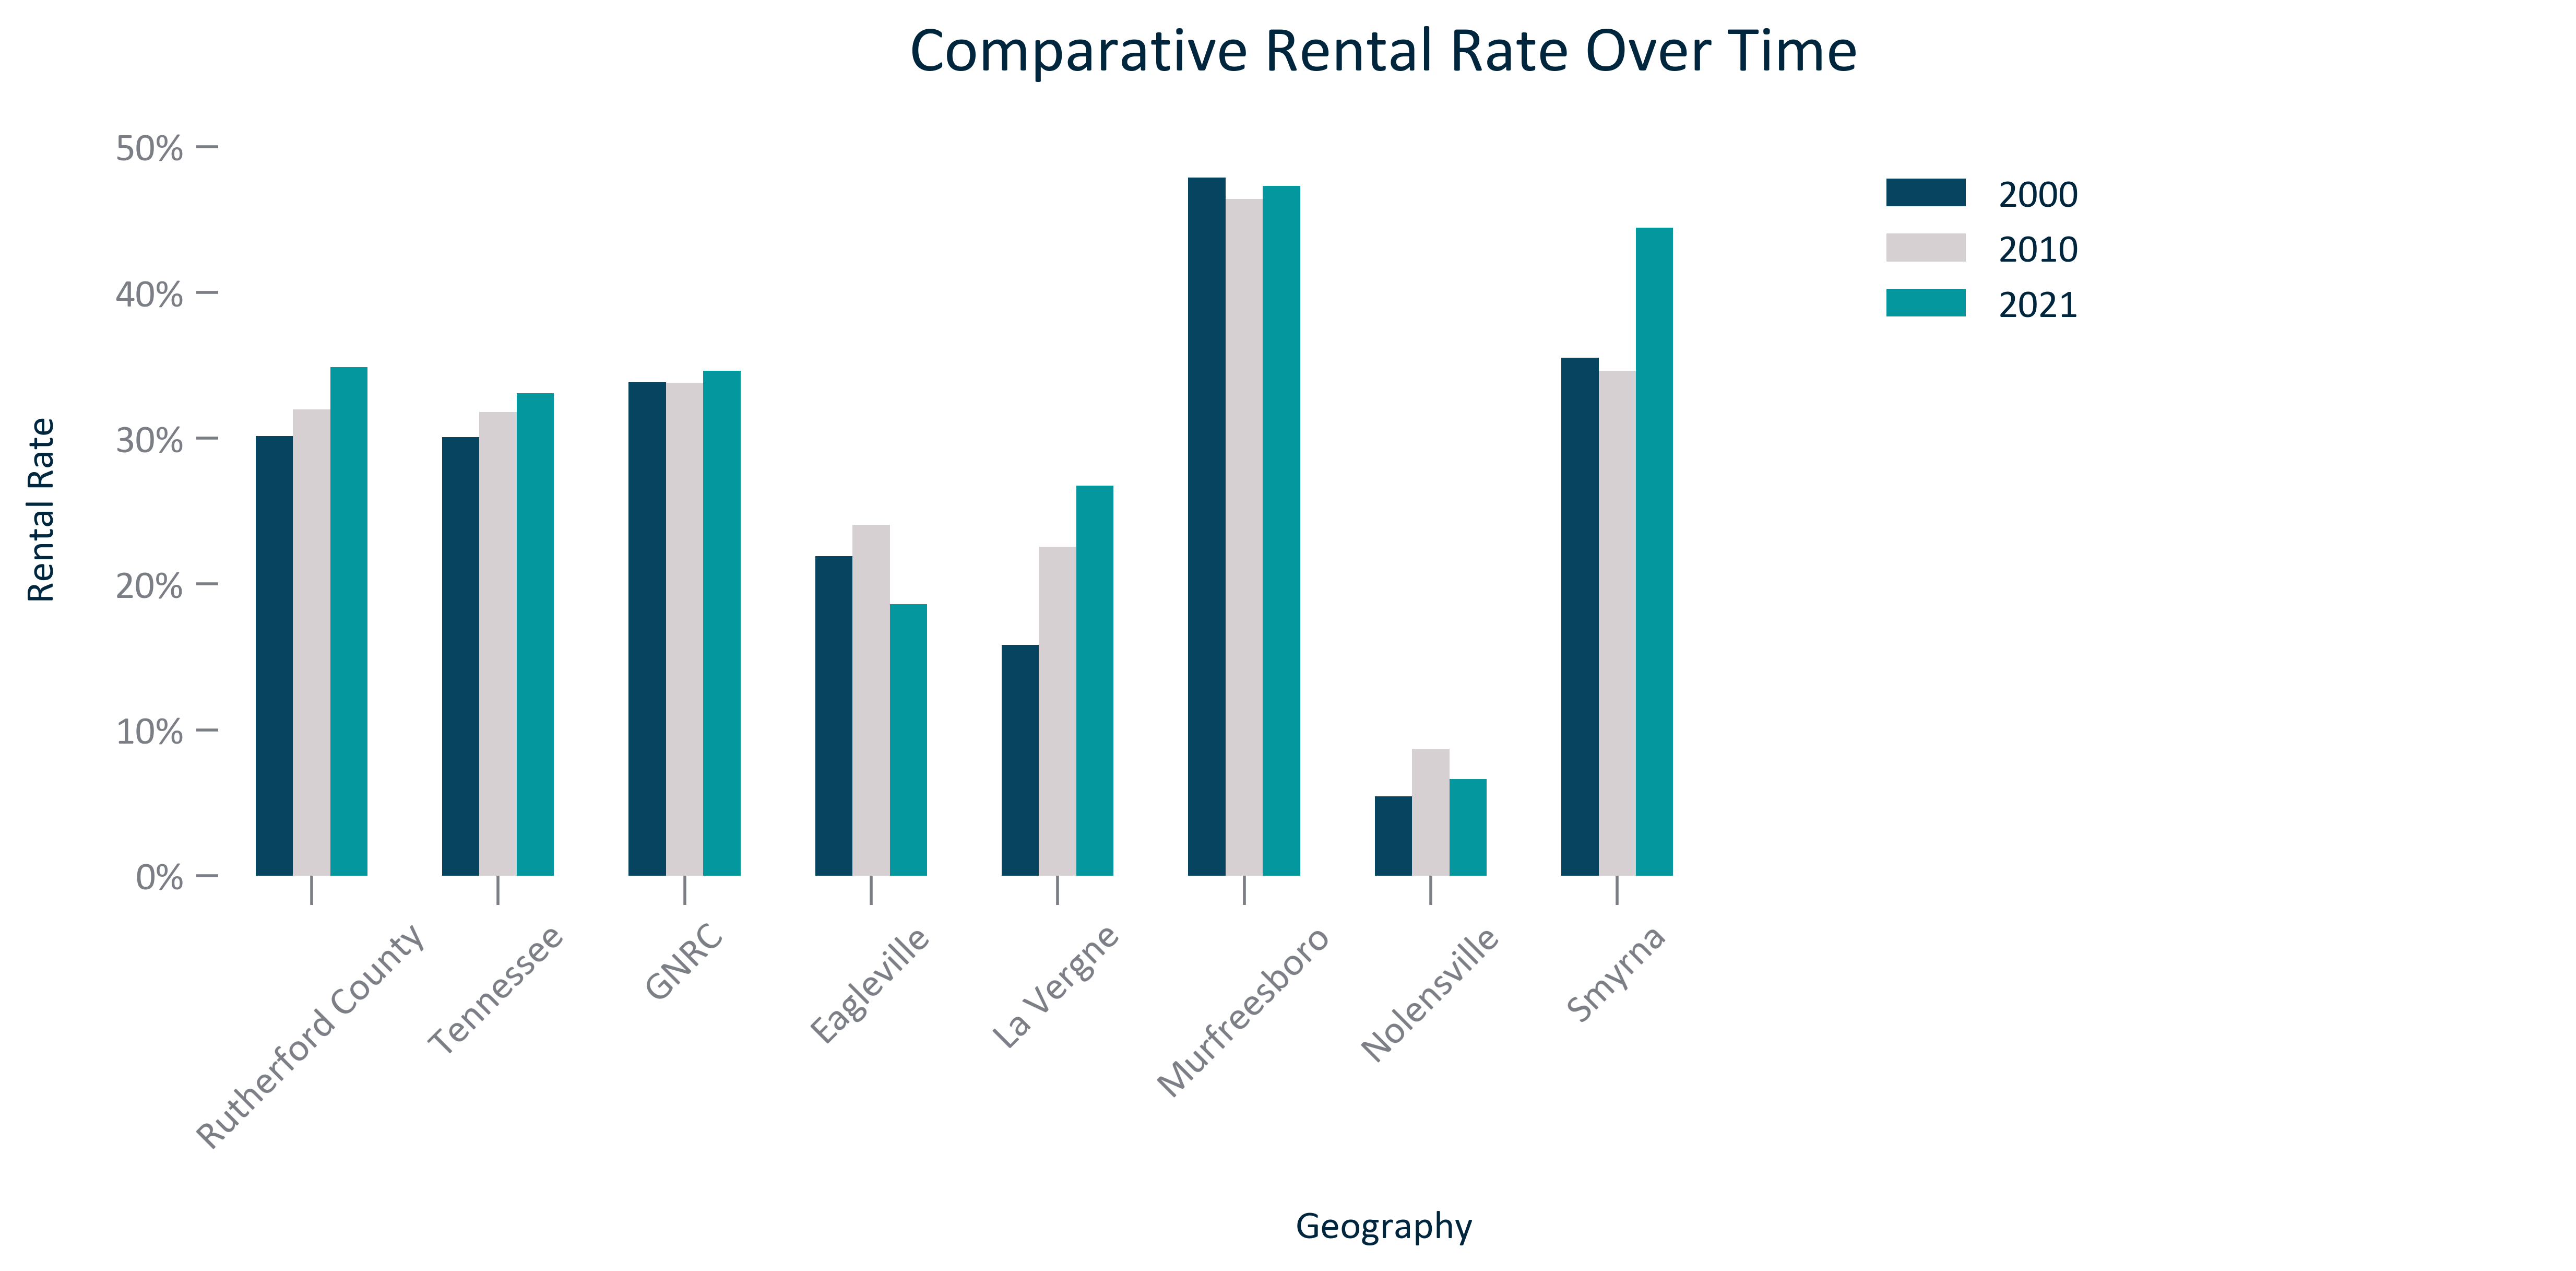 Comparative Rental Rate Over Time
50%
40%
30%
20%
10%
0%
Rental Rate
2000
2010
2021
Rutherford County
Tennessee
GNRC
Eagleville
La Vergne
Murfreesboro
Nolensville
Smyrna
Geography